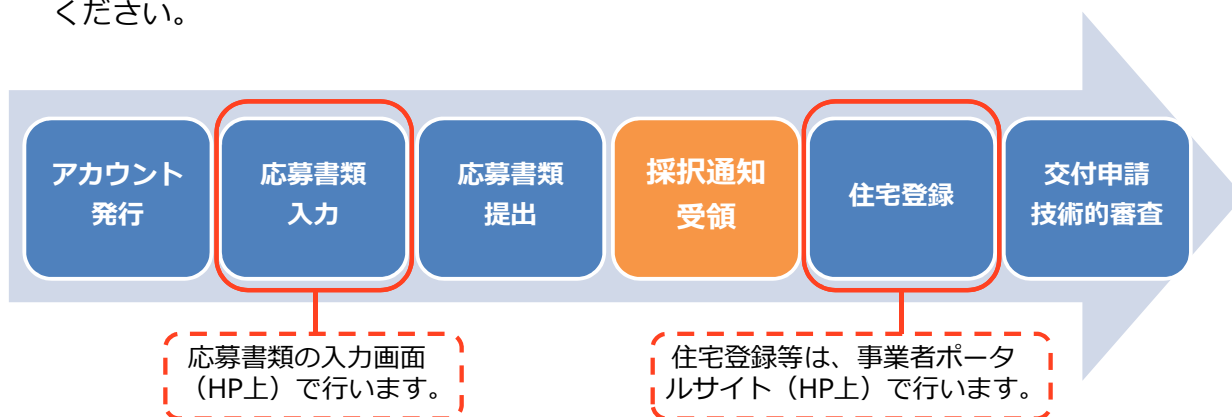 ください。
アカウント
発行
応募書類
入力
応募書類
提出
採択通知
受領
住宅登録
交付申請
技術的審査
応募書類の入力画面
（HP上）で行います。
住宅登録等は、事業者ポータ
ルサイト（HP上）で行います。